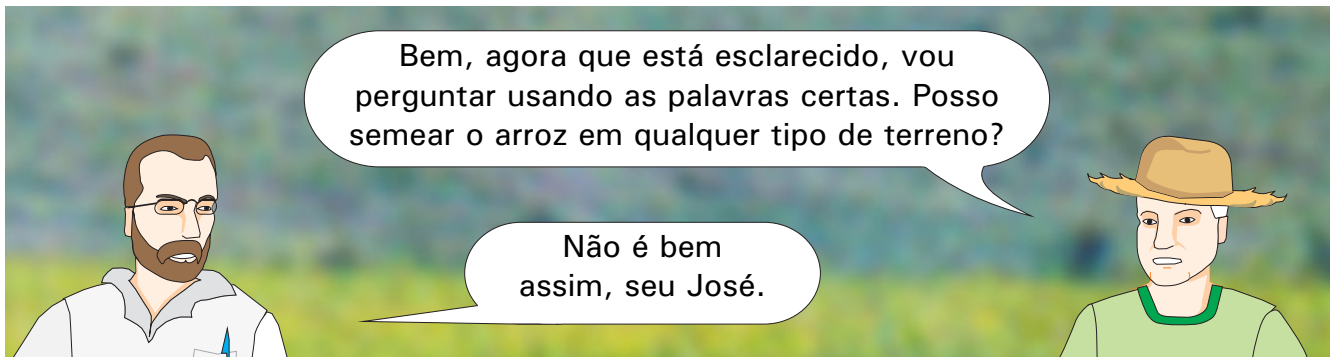 Bem, agora que está esclarecido, vou
perguntar usando as palavras certas. Posso
semear o arroz em qualquer tipo de terreno?
Não é bem
assim, seu José.